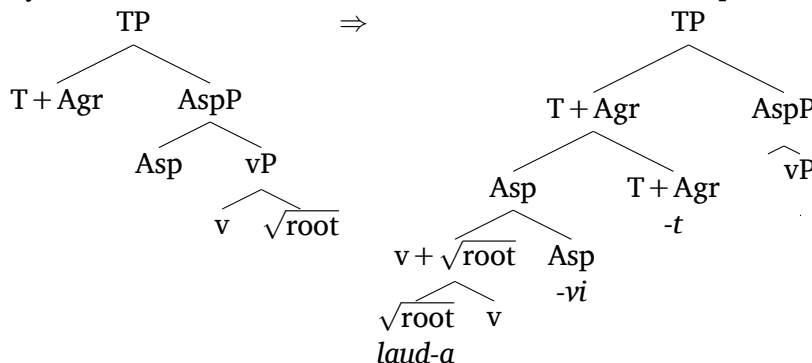 TP ⇒ TP
T + Agr AspP T + Agr AspP
Asp vP Asp T + Agr vP
-t
v √root v + √root Asp
-vi
√root v
laud-a